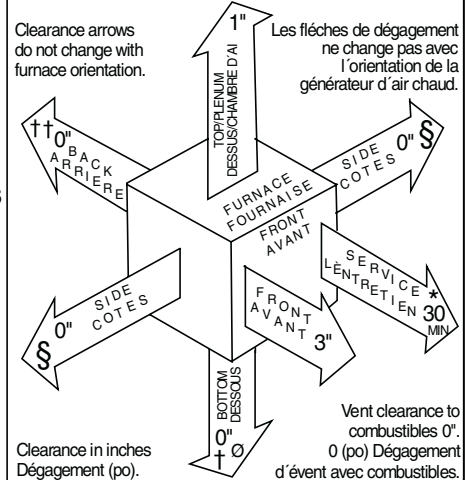 Clearance arrows
do not change with
furnace orientation.
1"
TOP/PLENUM
DESSUS/CHAMBRE D'AI
Les fléches de dégagement
ne change pas avec
l´orientation de la
générateur d´air chaud.
††0"
BACK
ARRIERE
SIDE
COTES
0" §
FURNACE
FOURNAISE
FRONT
AVANT
SERVICE
LÈNTRETIEN
*
30
MIN
SIDE
COTES
0"
§
FRONT
AVANT
3"
BOTTOM
DESSOUS
0"
† Ø
Clearance in inches
Dégagement (po).
Vent clearance to
combustibles 0".
0 (po) Dégagement
d´évent avec combustibles.